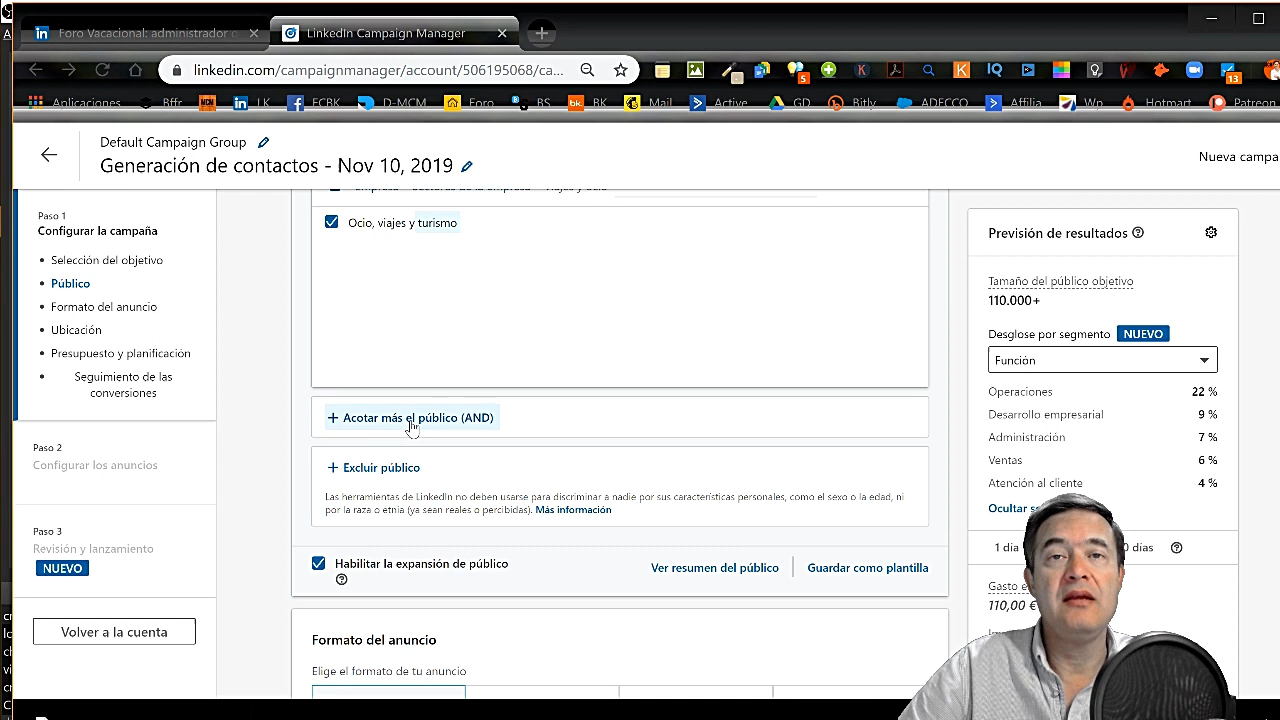 Foro Vacacional: administrador c
LinkedIn Campaign Manager
linkedin.com/campaignmanager/account/506195068/ca...
5
13
Aplicaciones Bffr LK FCBK D-MCM Foro BS BK Mail Active GD Bitly ADECCO Affilia Wp Hotmart Patreon
Default Campaign Group
Generación de contactos - Nov 10, 2019
Nueva campa
Paso 1
Configurar la campaña
Selección del objetivo
Público
Formato del anuncio
Ubicación
Presupuesto y planificación
Seguimiento de las
conversiones
Paso 2
Configurar los anuncios
Paso 3
Revisión y lanzamiento
NUEVO
Volver a la cuenta
Ocio, viajes y turismo
+ Acotar más el público (AND)
+ Excluir público
Las herramientas de LinkedIn no deben usarse para discriminar a nadie por sus características personales, como el sexo o la edad, ni
por la raza o etnia (ya sean reales o percibidas). Más información
Habilitar la expansión de público
Ver resumen del público
Guardar como plantilla
Formato del anuncio
Elige el formato de tu anuncio
Previsión de resultados
Tamaño del público objetivo
110.000+
Desglose por segmento NUEVO
Función
Operaciones 22 %
Desarrollo empresarial 9 %
Administración 7 %
Ventas 6 %
Atención al cliente 4 %
Ocultar
1 día
0 días
Gasto
110,00 €